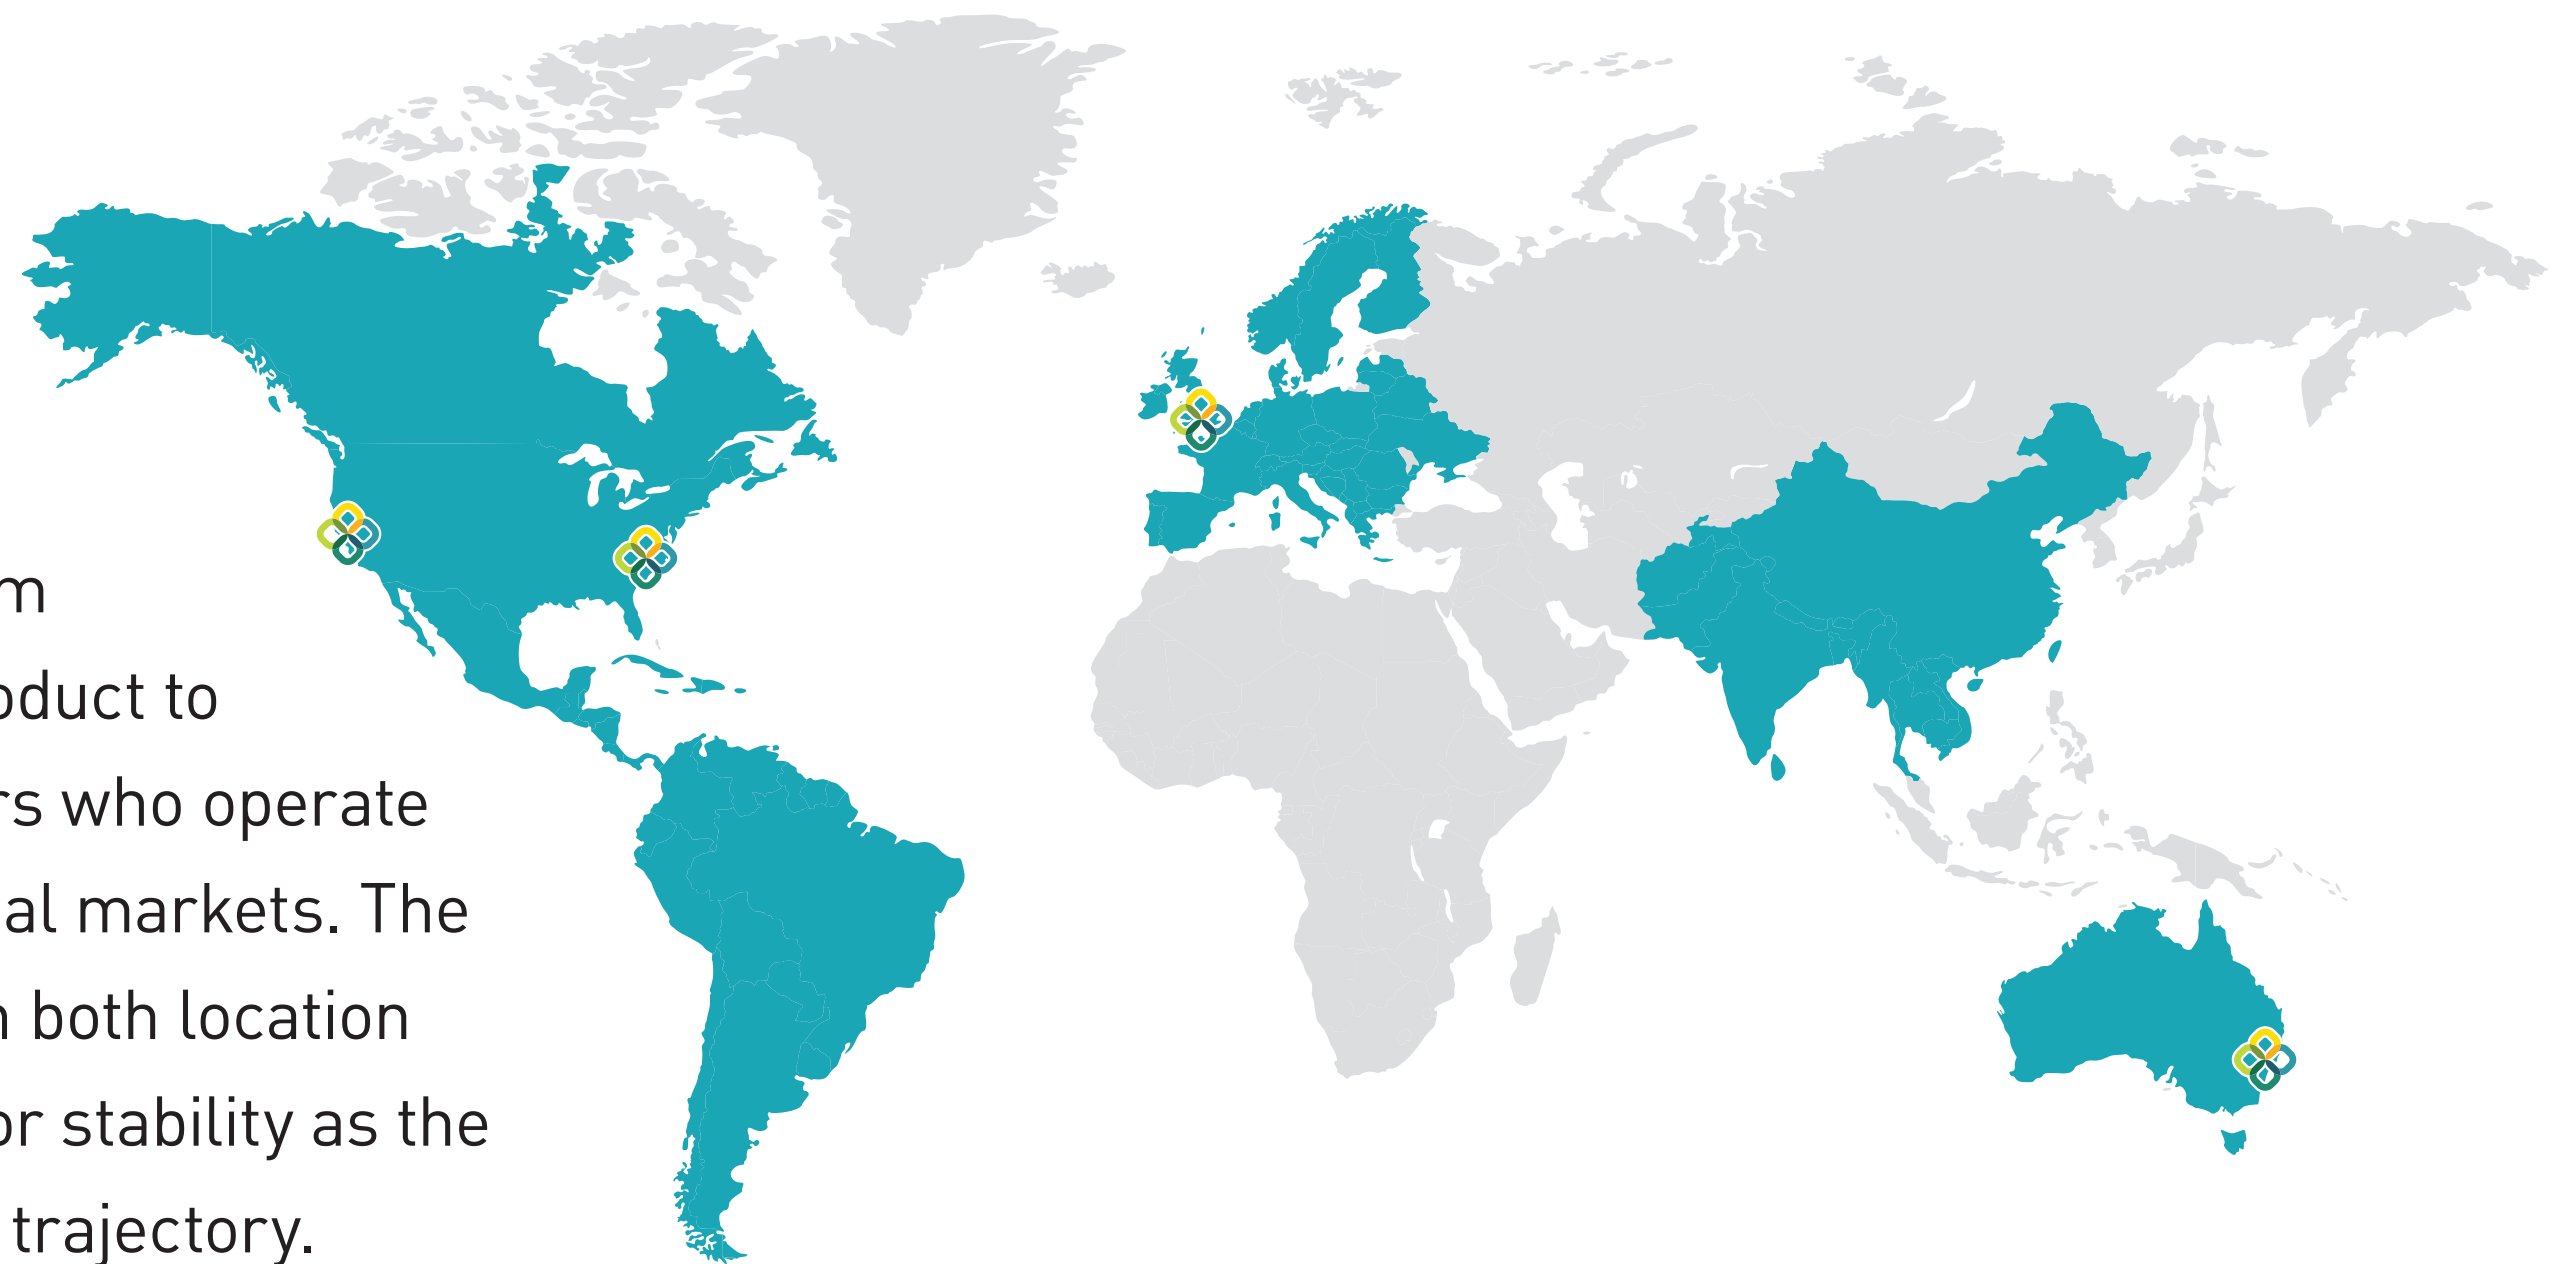 m
oduct to
rs who operate
al markets. The
n both location
or stability as the
trajectory.